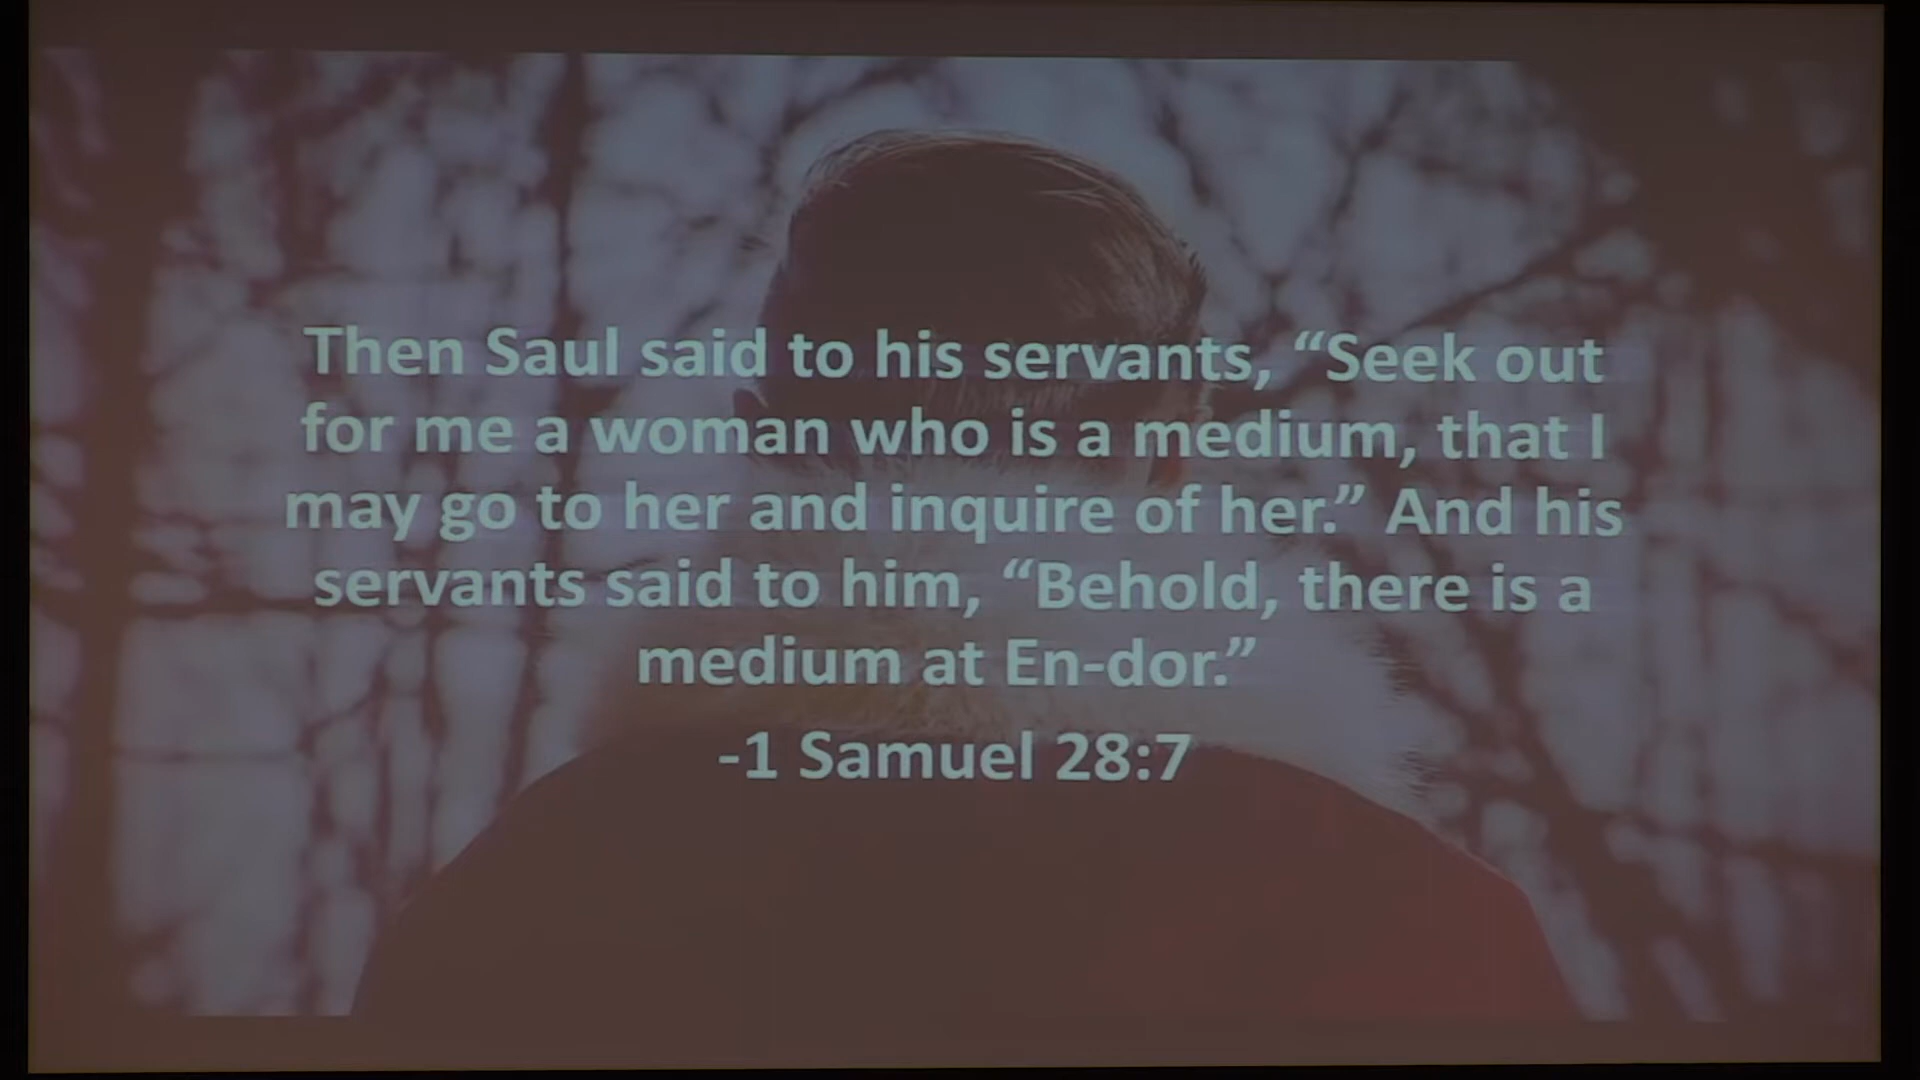 Then Saul said to his servants, “Seek out
for me a woman who is a medium, that I
may go to her and inquire of her.” And his
servants said to him, “Behold, there is a
medium at En-dor.”
-1 Samuel 28:7